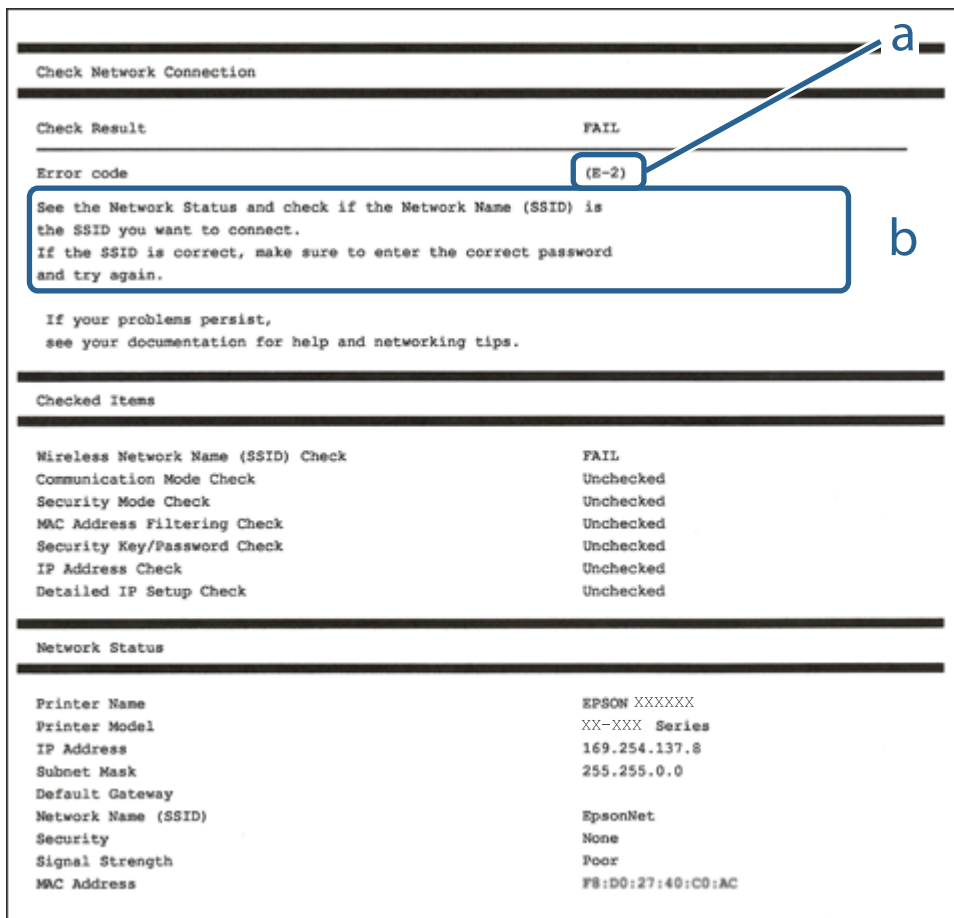 a
Check Network Connection
Check Result FAIL
Error code (E-2)
See the Network Status and check if the Network Name (SSID) is
the SSID you want to connect.
If the SSID is correct, make sure to enter the correct password
and try again.
b
If your problems persist,
see your documentation for help and networking tips.
Checked Items
Wireless Network Name (SSID) Check FAIL
Communication Mode Check Unchecked
Security Mode Check Unchecked
MAC Address Filtering Check Unchecked
Security Key/Password Check Unchecked
IP Address Check Unchecked
Detailed IP Setup Check Unchecked
Network Status
Printer Name EPSON XXXXXX
Printer Model XX-XXX Series
IP Address 169.254.137.8
Subnet Mask 255.255.0.0
Default Gateway
Network Name (SSID) EpsonNet
Security None
Signal Strength Poor
MAC Address F8:D0:27:40:C0:AC